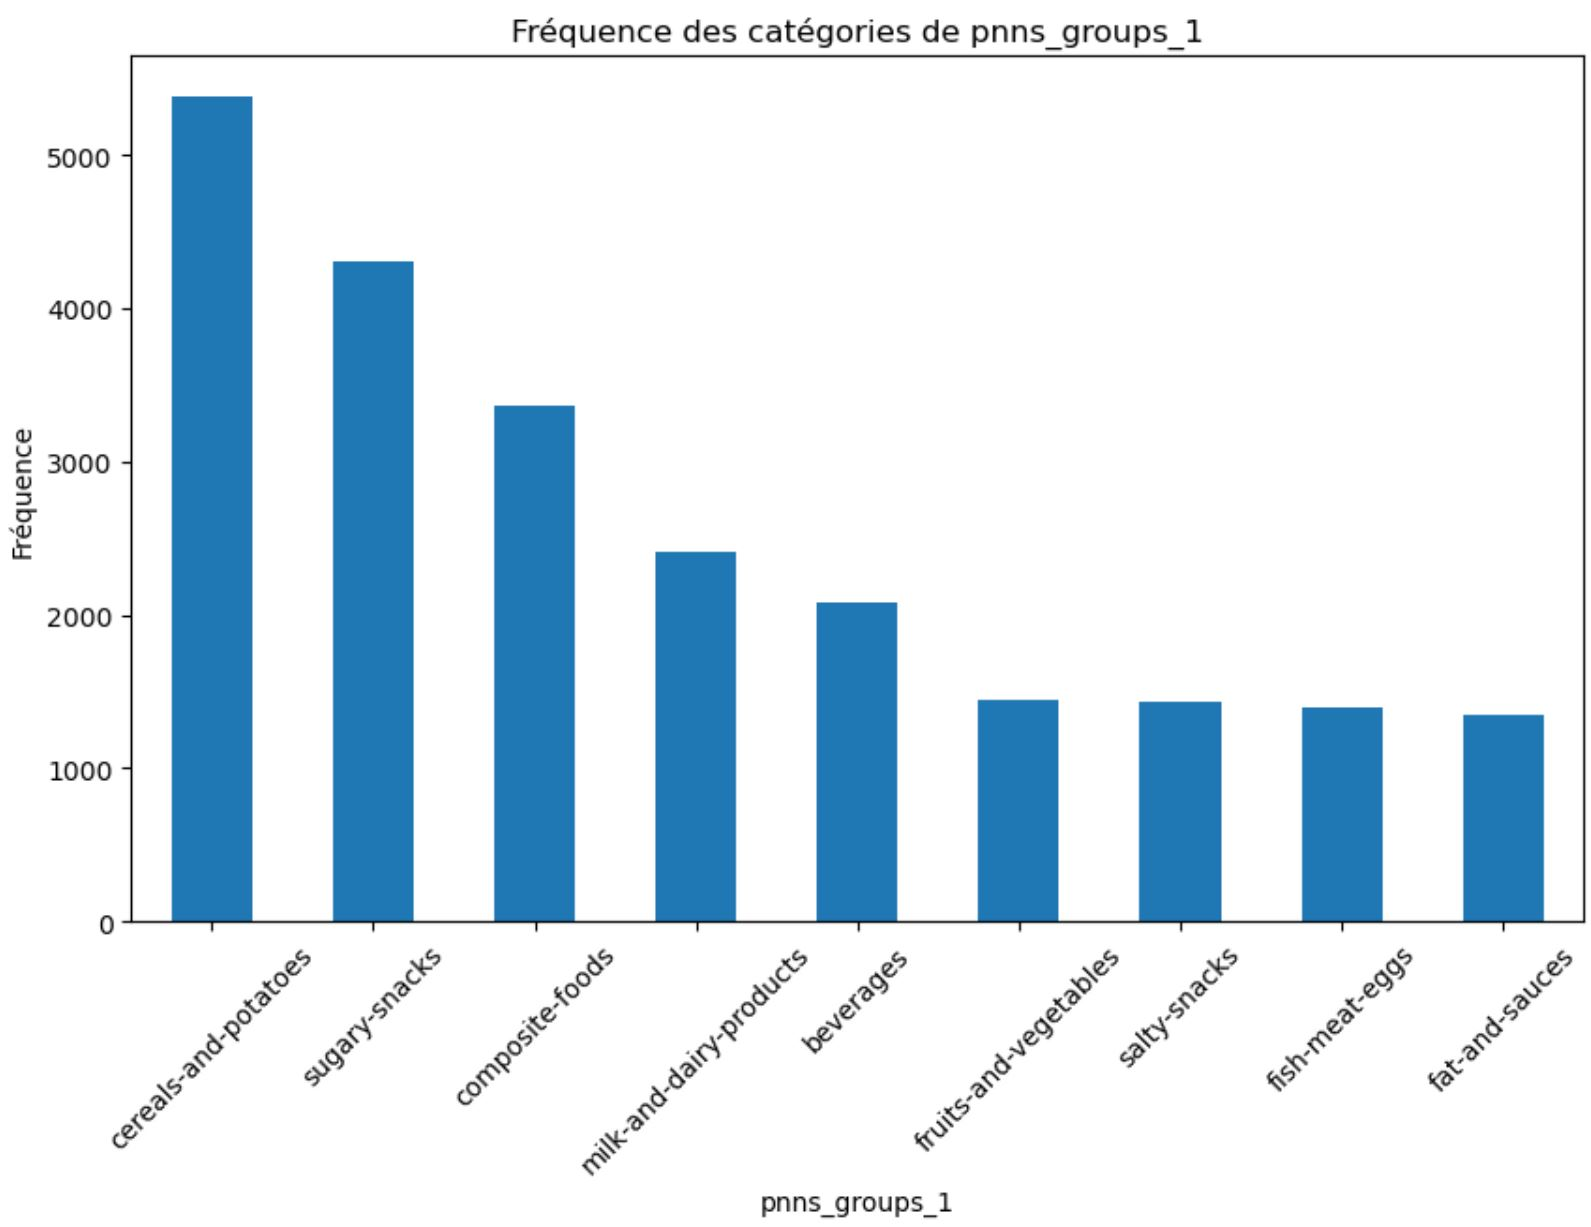 Fréquence des catégories de pnns_groups_1
Fréquence
5000
4000
3000
2000
1000
0
cereals-and-potatoes
sugary-snacks
composite-foods
milk-and-dairy-products
beverages
fruits-and-vegetables
salty-snacks
fish-meat-eggs
fat-and-sauces
pnns_groups_1